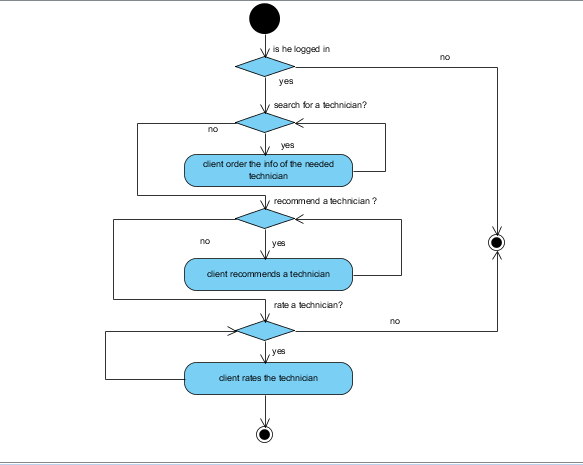 is he logged in
no
yes
search for a technician?
no
yes
client order the info of the needed
technician
recommend a technician ?
no
yes
client recommends a technician
rate a technician?
no
yes
client rates the technician